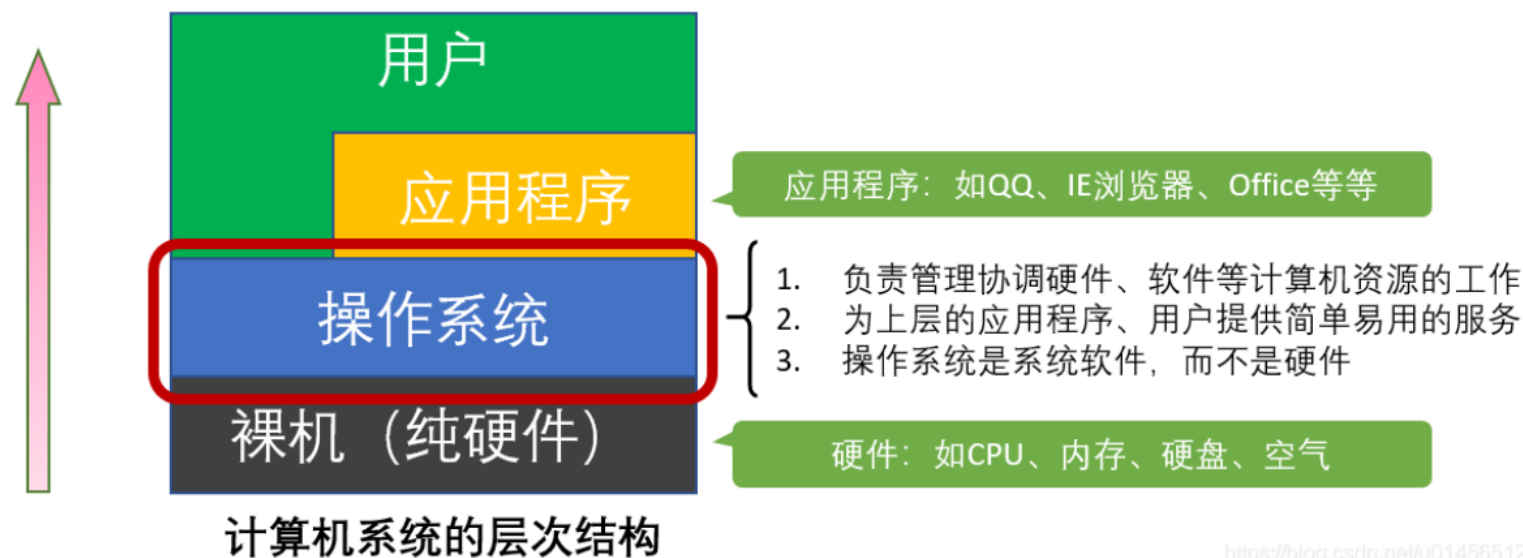 用户
应用程序
应用程序：如QQ、IE浏览器、Office等等
操作系统
1. 负责管理协调硬件、软件等计算机资源的工作
2. 为上层的应用程序、用户提供简单易用的服务
3. 操作系统是系统软件，而不是硬件
裸机（纯硬件）
硬件：如CPU、内存、硬盘、空气
计算机系统的层次结构
https://blog.csdn.net/u01456512